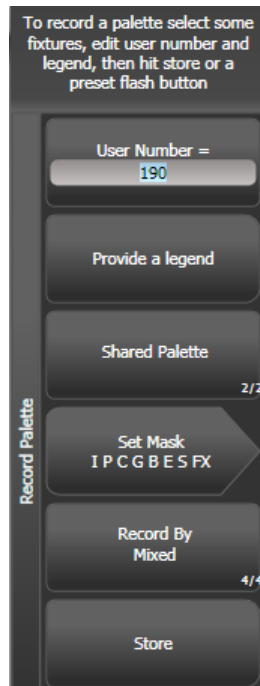 To record a palette select some
fixtures, edit user number and
legend, then hit store or a
preset flash button
Record Palette
User Number =
190
Provide a legend
Shared Palette
2/2
Set Mask
I P C G B E S FX
Record By
Mixed
4/4
Store